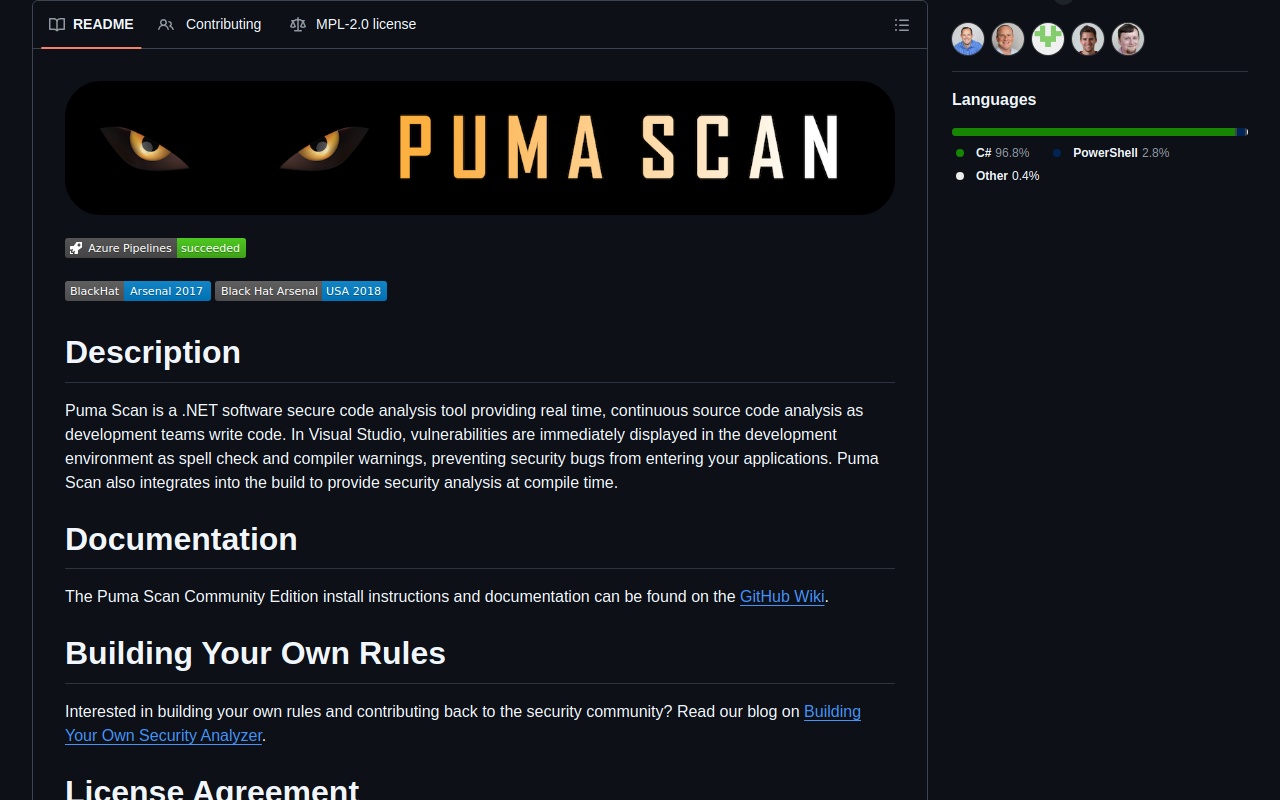 README Contributing MPL-2.0 license
PUMA SCAN
Azure Pipelines succeeded
BlackHat Arsenal 2017 Black Hat Arsenal USA 2018
Description
Puma Scan is a .NET software secure code analysis tool providing real time, continuous source code analysis as
development teams write code. In Visual Studio, vulnerabilities are immediately displayed in the development
environment as spell check and compiler warnings, preventing security bugs from entering your applications. Puma
Scan also integrates into the build to provide security analysis at compile time.
Documentation
The Puma Scan Community Edition install instructions and documentation can be found on the GitHub Wiki.
Building Your Own Rules
Interested in building your own rules and contributing back to the security community? Read our blog on Building
Your Own Security Analyzer.
License Agreement
Languages
C# 96.8% PowerShell 2.8%
Other 0.4%